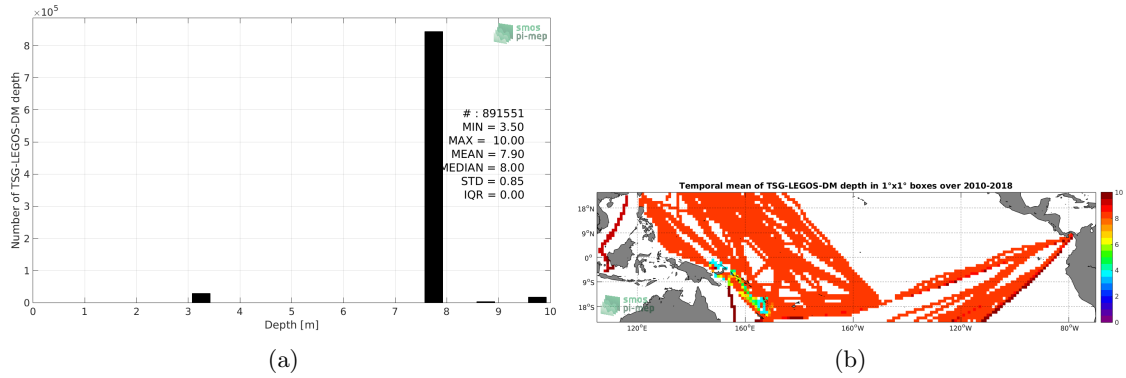 ×10⁵
8
7
6
5
4
3
2
1
0
Number of TSG-LEGOS-DM depth
smos
pi-mep
# : 891551
MIN = 3.50
MAX = 10.00
MEAN = 7.90
MEDIAN = 8.00
STD = 0.85
IQR = 0.00
0 1 2 3 4 5 6 7 8 9 10
Depth [m]
(a)
Temporal mean of TSG-LEGOS-DM depth in 1°x1° boxes over 2010-2018
18°N
9°N
0°
9°S
18°S
smos
pi-mep
120°E 160°E 160°W 120°W 80°W
10
8
6
4
2
0
(b)